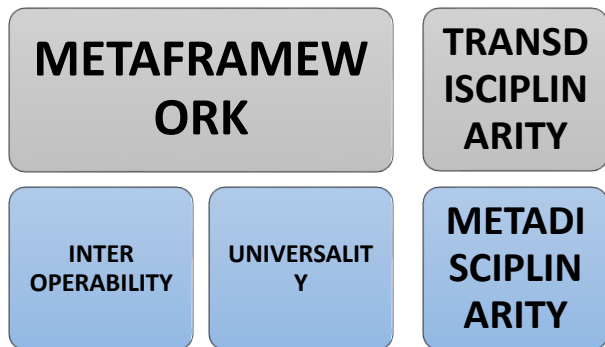 METAFRAMEW
ORK
TRANSD
ISCIPLIN
ARITY
INTER
OPERABILITY
UNIVERSALIT
Y
METADI
SCIPLIN
ARITY